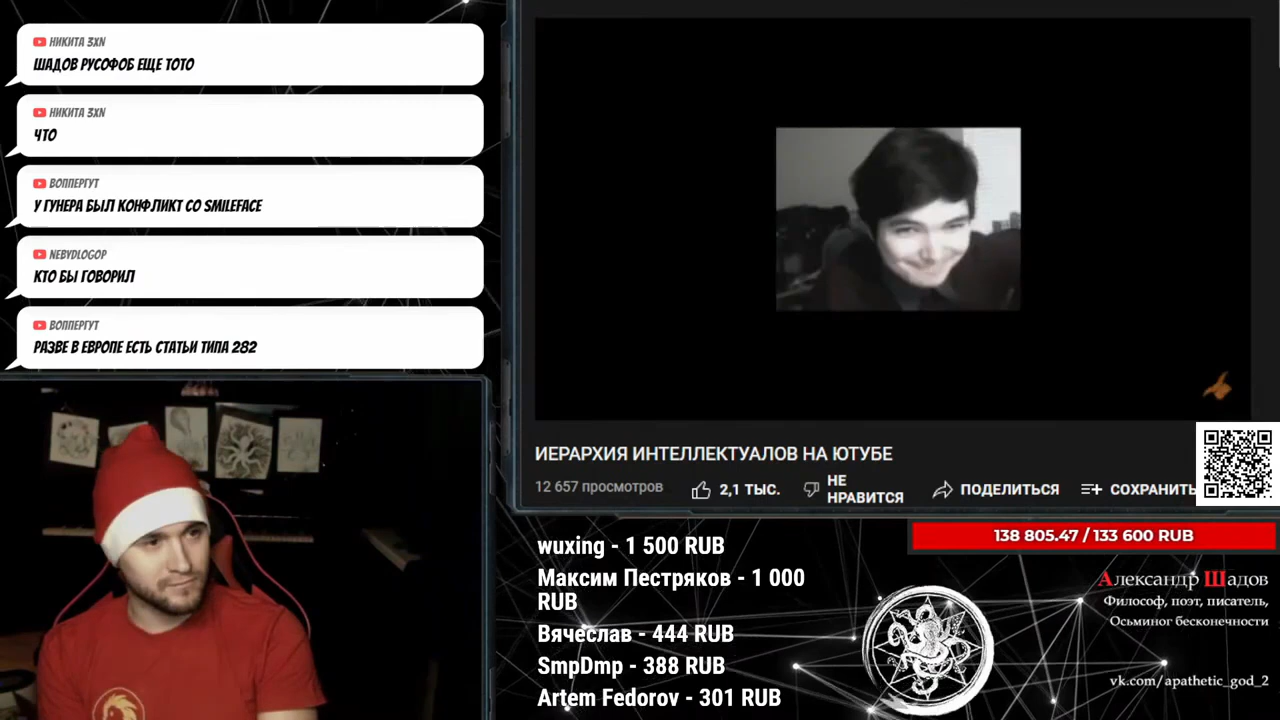 НИКИТА ЗXN
ШАДОВ РУСОФОБ ЕЩЕ ТОТО
НИКИТА ЗXN
ЧТО
ВОППЕРГУТ
У ГУНЕРА БЫЛ КОНФЛИКТ СО SMILEFACE
NEBYDLOGOP
КТО БЫ ГОВОРИЛ
ВОППЕРГУТ
РАЗВЕ В ЕВРОПЕ ЕСТЬ СТАТЬИ ТИПА 282
ИЕРАРХИЯ ИНТЕЛЛЕКТУАЛОВ НА ЮТУБЕ
12 657 просмотров
2,1 ТЫС.
НЕ
НРАВИТСЯ
ПОДЕЛИТЬСЯ
СОХРАНИТЬ
138 805.47 / 133 600 RUB
wuxing - 1 500 RUB
Максим Пестряков - 1 000
RUB
Вячеслав - 444 RUB
SmpDmp - 388 RUB
Artem Fedorov - 301 RUB
Александр Шадов
Философ, поэт, писатель,
Осьминог бесконечности
vk.com/apathetic_god_2